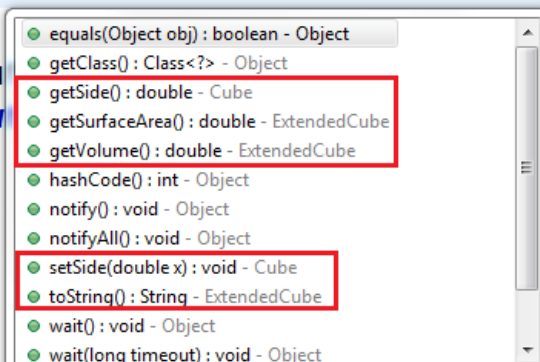 equals(Object obj) : boolean - Object
getClass() : Class<?> - Object
getSide() : double - Cube
getSurfaceArea() : double - ExtendedCube
getVolume() : double - ExtendedCube
hashCode() : int - Object
notify() : void - Object
notifyAll() : void - Object
setSide(double x) : void - Cube
toString() : String - ExtendedCube
wait() : void - Object
wait(long timeout) : void - Object